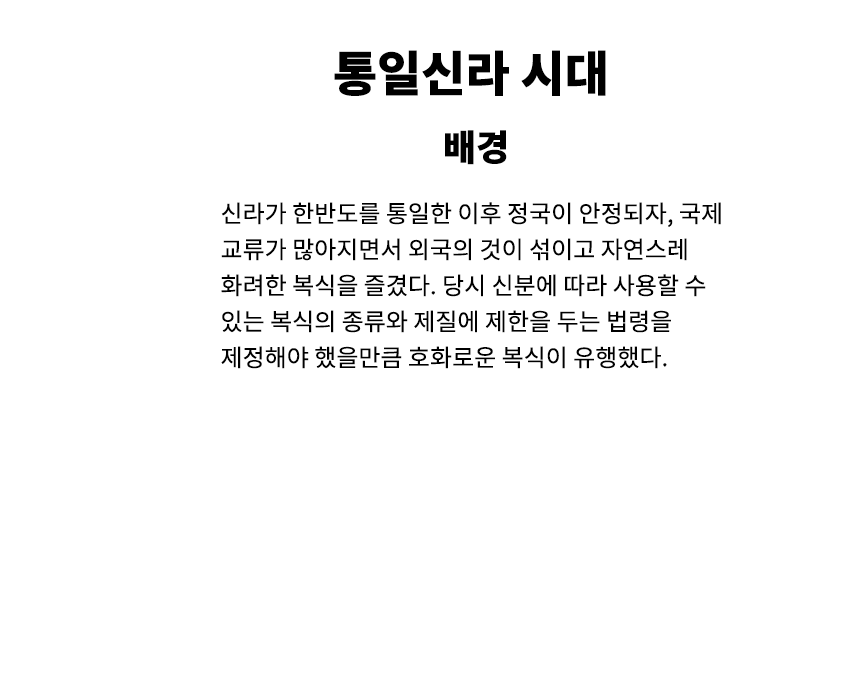 통일신라 시대
배경
신라가 한반도를 통일한 이후 정국이 안정되자, 국제
교류가 많아지면서 외국의 것이 섞이고 자연스레
화려한 복식을 즐겼다. 당시 신분에 따라 사용할 수
있는 복식의 종류와 제질에 제한을 두는 법령을
제정해야 했을만큼 호화로운 복식이 유행했다.